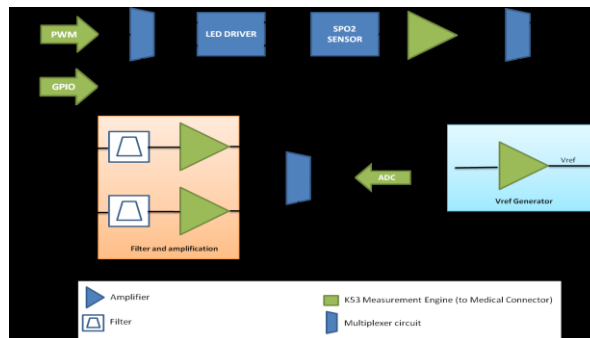 PWM
LED DRIVER
SPO2
SENSOR
GPIO
ADC
Vref
Filter and amplification
Vref Generator
Amplifier
K53 Measurement Engine (to Medical Connector)
Filter
Multiplexer circuit